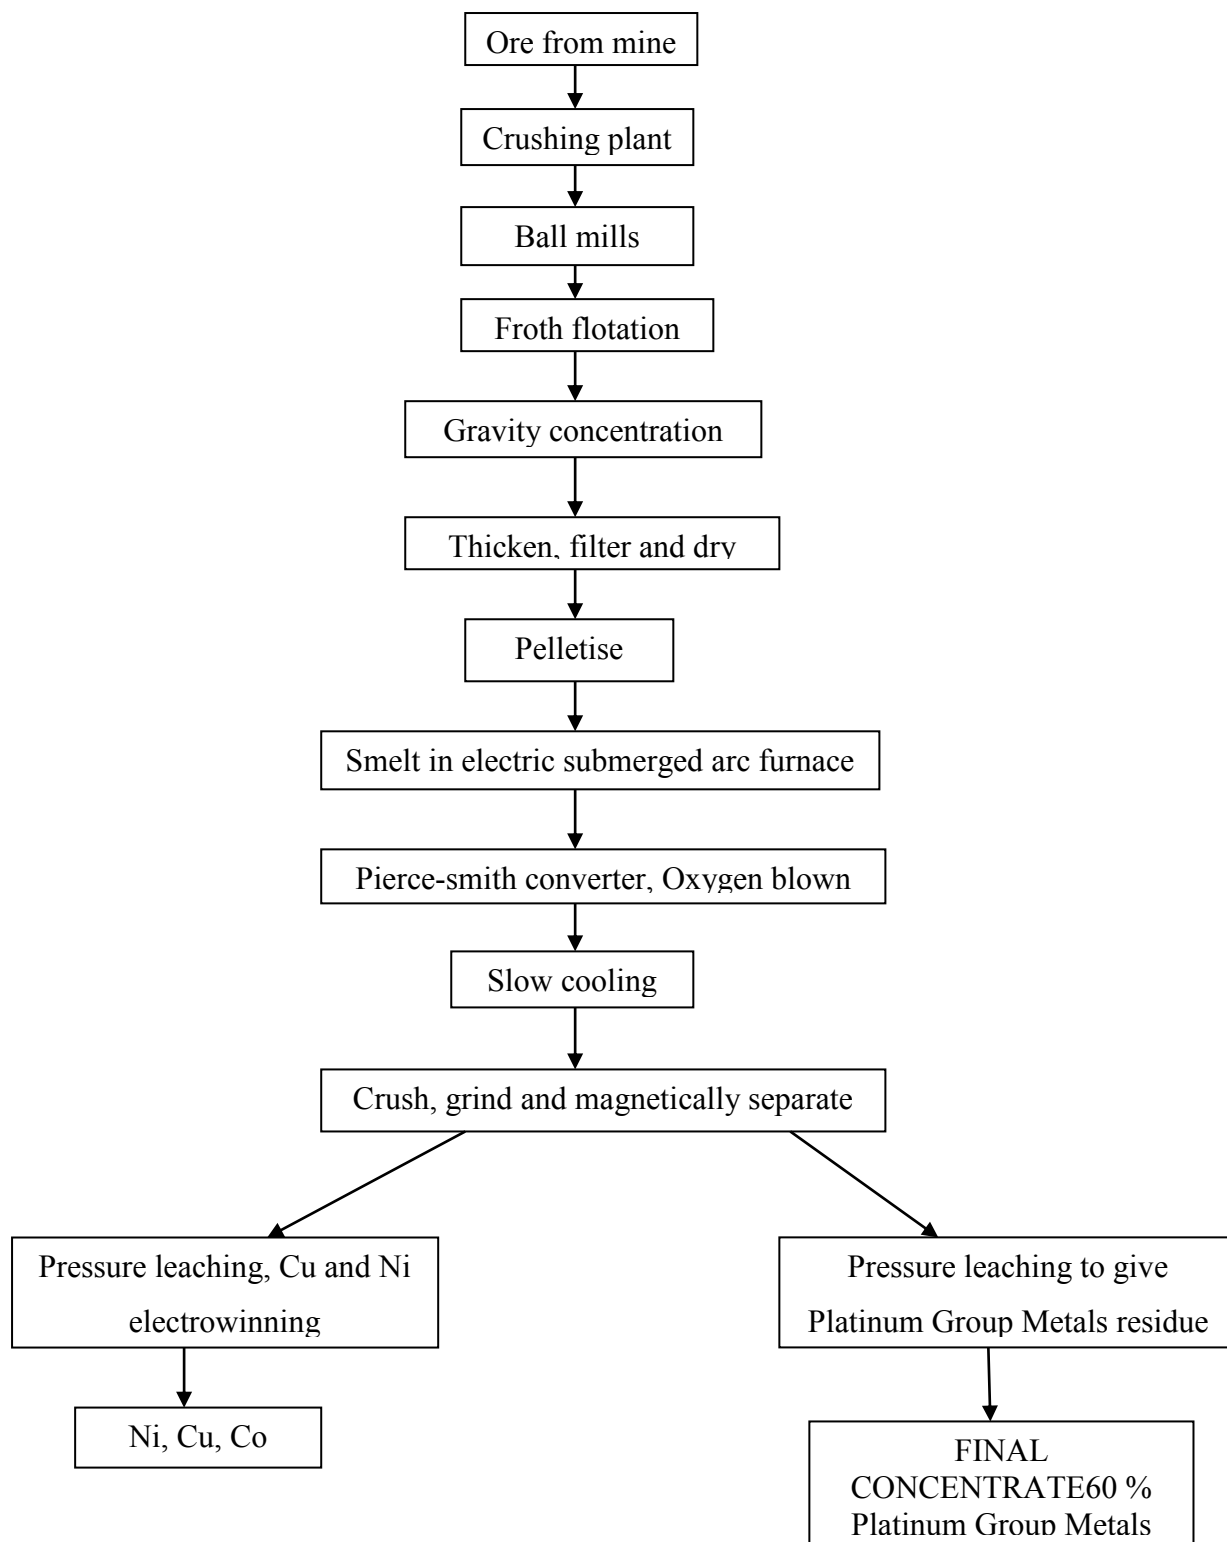 Ore from mine
Crushing plant
Ball mills
Froth flotation
Gravity concentration
Thicken, filter and dry
Pelletise
Smelt in electric submerged arc furnace
Pierce-smith converter, Oxygen blown
Slow cooling
Crush, grind and magnetically separate
Pressure leaching, Cu and Ni
electrowinning
Pressure leaching to give
Platinum Group Metals residue
Ni, Cu, Co
FINAL
CONCENTRATE60 %
Platinum Group Metals